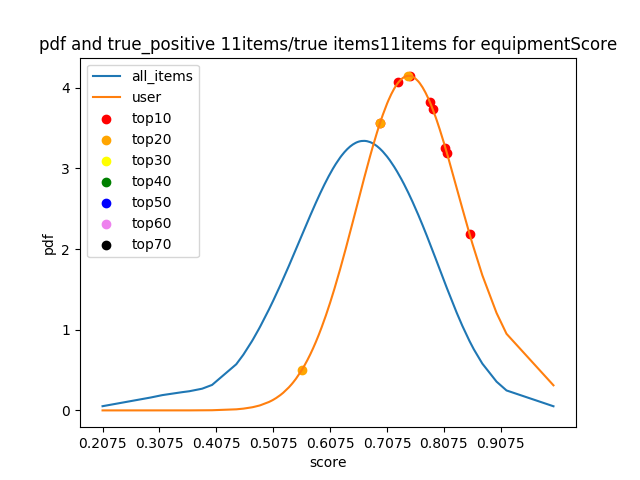 pdf and true_positive 11items/true items11items for equipmentScore
all_items
user
top10
top20
top30
top40
top50
top60
top70
pdf
4
3
2
1
0
0.2075 0.3075 0.4075 0.5075 0.6075 0.7075 0.8075 0.9075
score